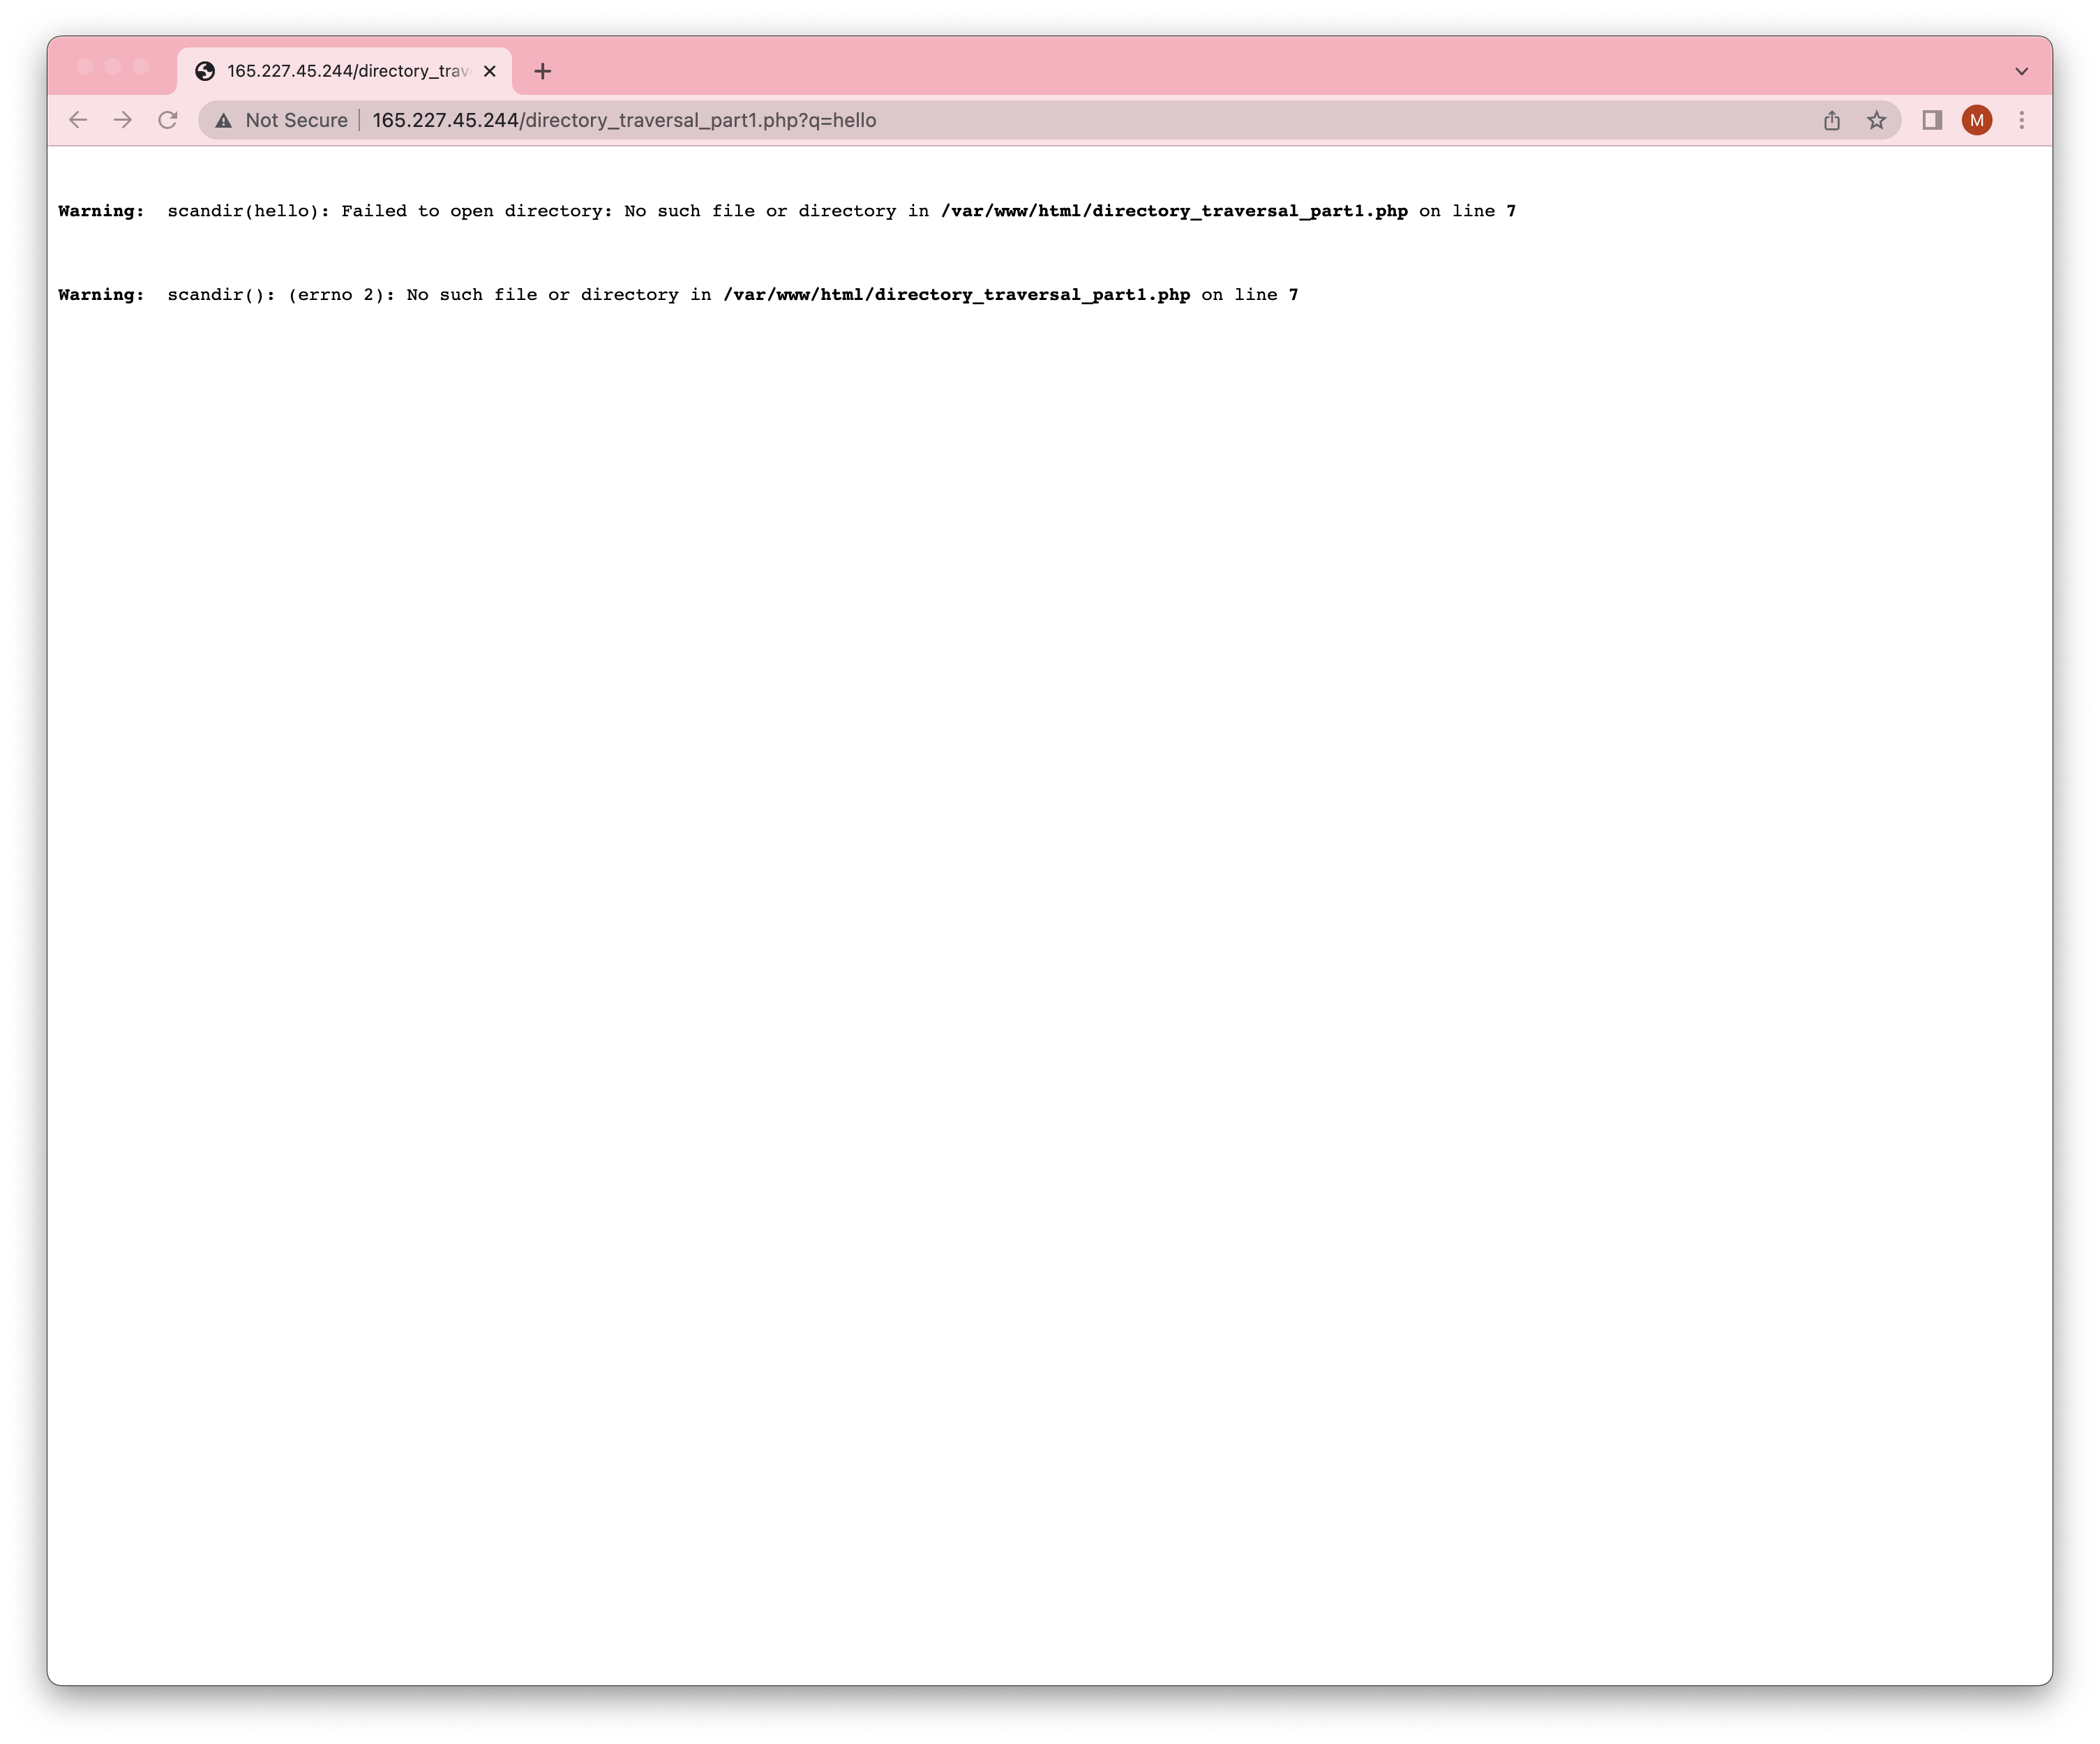 165.227.45.244/directory_trav
Not Secure | 165.227.45.244/directory_traversal_part1.php?q=hello
M
Warning:  scandir(hello): Failed to open directory: No such file or directory in /var/www/html/directory_traversal_part1.php on line 7
Warning:  scandir(): (errno 2): No such file or directory in /var/www/html/directory_traversal_part1.php on line 7